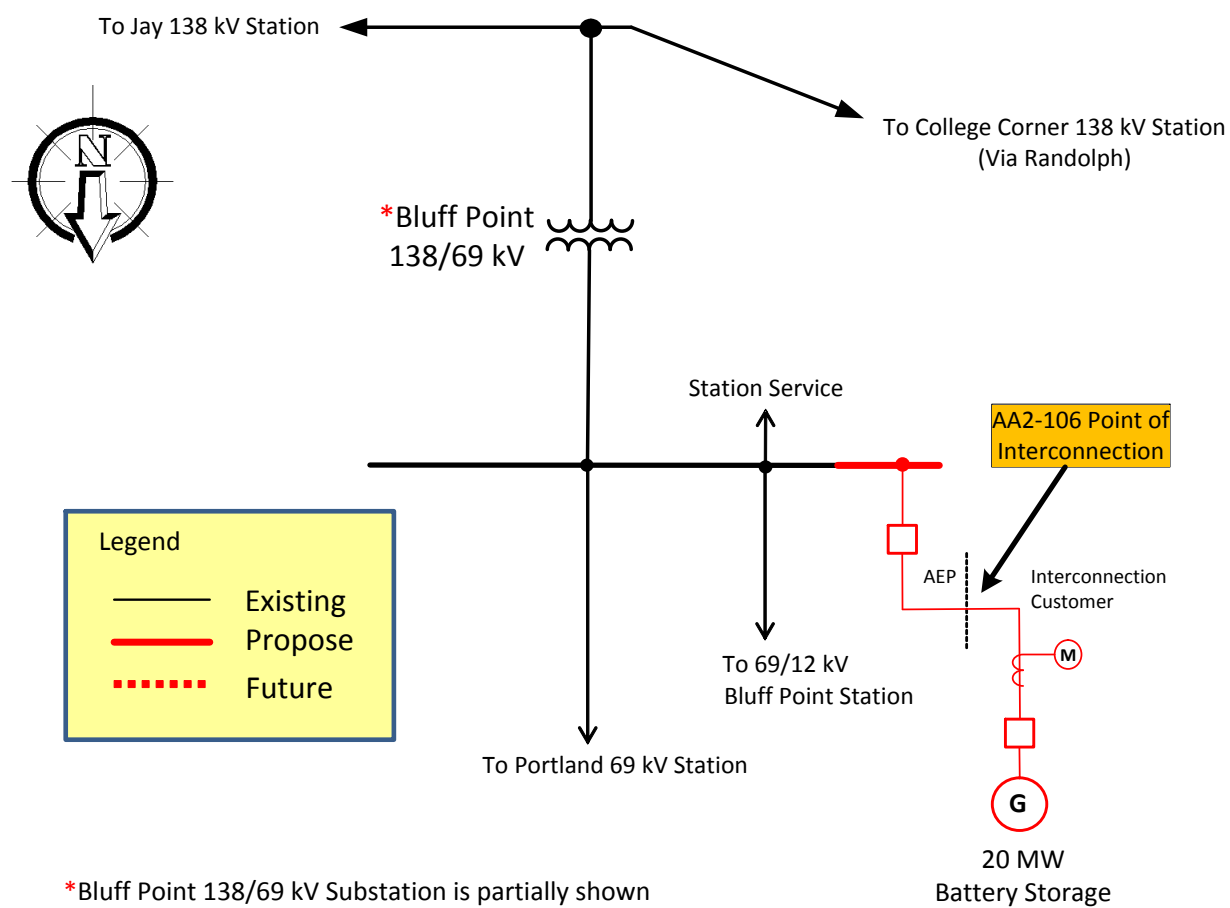 To Jay 138 kV Station
To College Corner 138 kV Station
(Via Randolph)
N
*Bluff Point
138/69 kV
Station Service
AA2-106 Point of
Interconnection
Legend
Existing
Propose
Future
AEP
Interconnection
Customer
M
To 69/12 kV
Bluff Point Station
To Portland 69 kV Station
G
20 MW
Battery Storage
*Bluff Point 138/69 kV Substation is partially shown